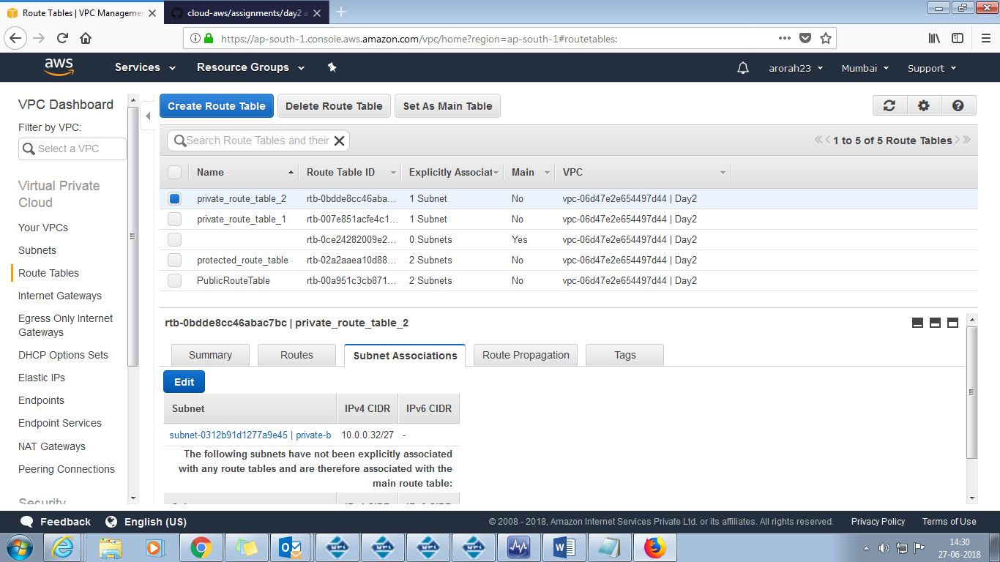 Route Tables | VPC Manageme
cloud-aws/assignments/day2 a
https://ap-south-1.console.aws.amazon.com/vpc/home?region=ap-south-1#routetables:
aws
Services
Resource Groups
arorah23
Mumbai
Support
VPC Dashboard
Filter by VPC:
Select a VPC
Virtual Private
Cloud
Your VPCs
Subnets
Route Tables
Internet Gateways
Egress Only Internet
Gateways
DHCP Options Sets
Elastic IPs
Endpoints
Endpoint Services
NAT Gateways
Peering Connections
Security
Create Route Table
Delete Route Table
Set As Main Table
Search Route Tables and their
1 to 5 of 5 Route Tables
Name Route Table ID Explicitly Associat Main VPC
private_route_table_2 rtb-0bdde8cc46aba... 1 Subnet No vpc-06d47e2e654497d44 | Day2
private_route_table_1 rtb-007e851acfe4c1... 1 Subnet No vpc-06d47e2e654497d44 | Day2
rtb-0ce24282009e2... 0 Subnets Yes vpc-06d47e2e654497d44 | Day2
protected_route_table rtb-02a2aaea10d88... 2 Subnets No vpc-06d47e2e654497d44 | Day2
PublicRouteTable rtb-00a951c3cb871... 2 Subnets No vpc-06d47e2e654497d44 | Day2
rtb-0bdde8cc46abac7bc | private_route_table_2
Summary
Routes
Subnet Associations
Route Propagation
Tags
Edit
Subnet IPv4 CIDR IPv6 CIDR
subnet-0312b91d1277a9e45 | private-b 10.0.0.32/27 -
The following subnets have not been explicitly associated
with any route tables and are therefore associated with the
main route table:
Feedback
English (US)
© 2008 - 2018, Amazon Internet Services Private Ltd. or its affiliates. All rights reserved.
Privacy Policy
Terms of Use
UPL
UPL
UPL
UPL
14:30
27-06-2018